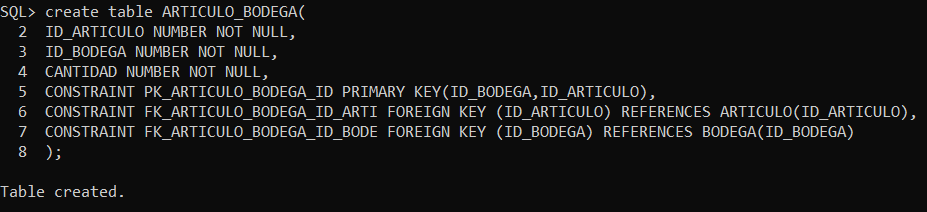 SQL> create table ARTICULO_BODEGA(
  2  ID_ARTICULO NUMBER NOT NULL,
  3  ID_BODEGA NUMBER NOT NULL,
  4  CANTIDAD NUMBER NOT NULL,
  5  CONSTRAINT PK_ARTICULO_BODEGA_ID PRIMARY KEY(ID_BODEGA,ID_ARTICULO),
  6  CONSTRAINT FK_ARTICULO_BODEGA_ID_ARTI FOREIGN KEY (ID_ARTICULO) REFERENCES ARTICULO(ID_ARTICULO),
  7  CONSTRAINT FK_ARTICULO_BODEGA_ID_BODE FOREIGN KEY (ID_BODEGA) REFERENCES BODEGA(ID_BODEGA)
  8  );
Table created.